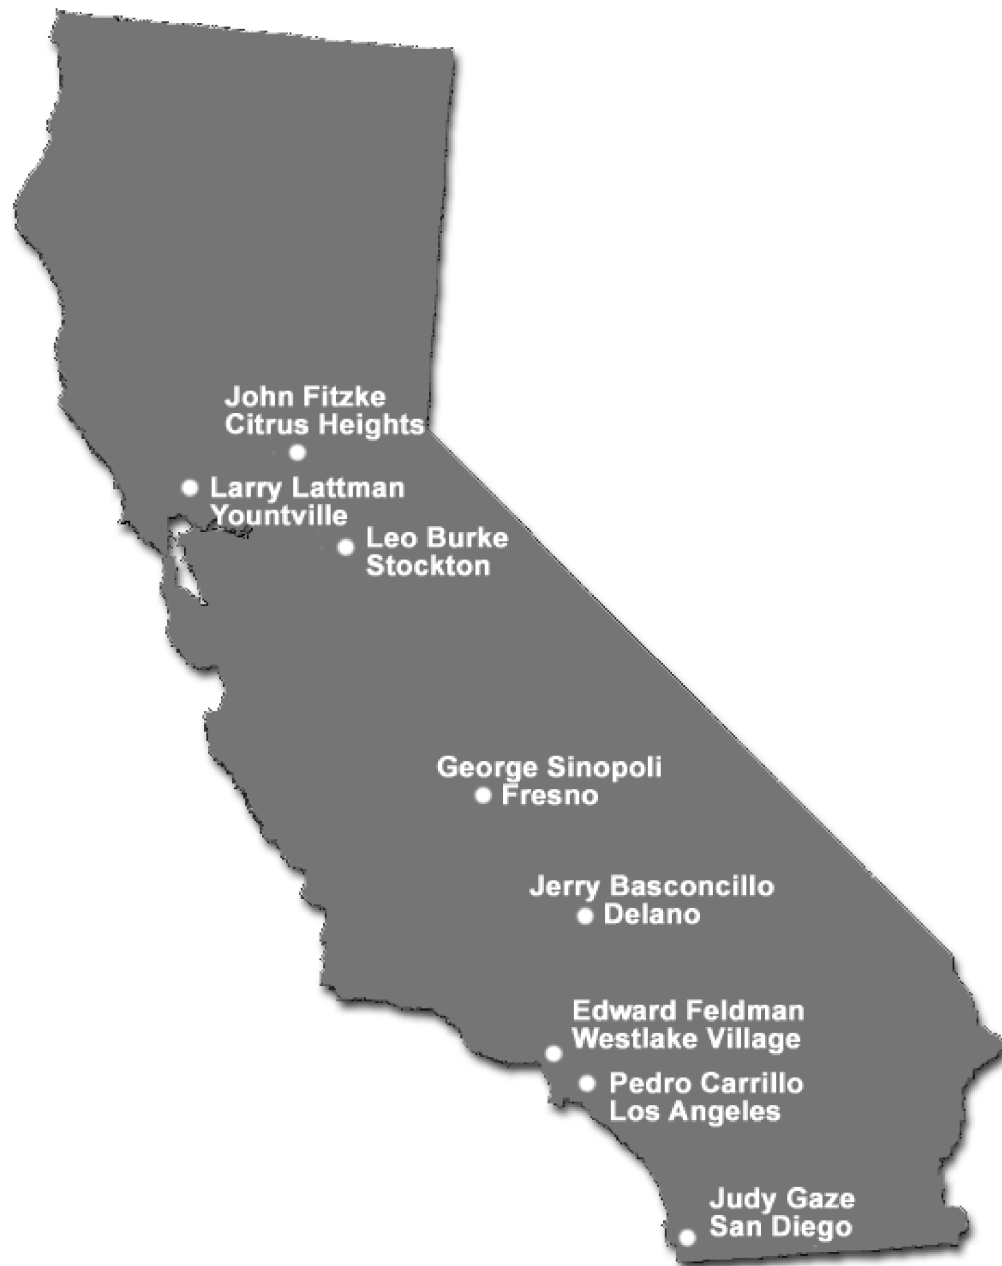 John Fitzke
Citrus Heights
Larry Lattman
Yountville
Leo Burke
Stockton
George Sinopoli
Fresno
Jerry Basconcillo
Delano
Edward Feldman
Westlake Village
Pedro Carrillo
Los Angeles
Judy Gaze
San Diego